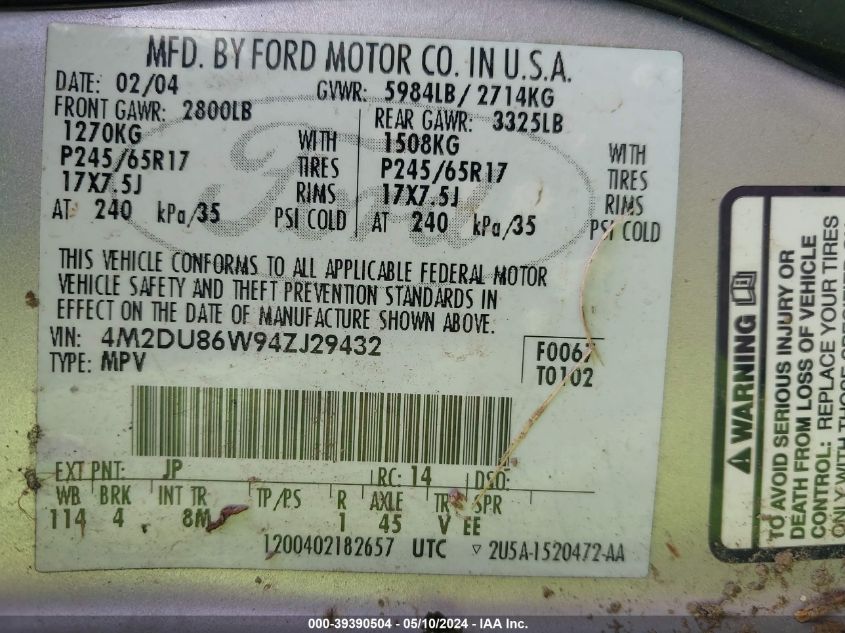 MFD. BY FORD MOTOR CO. IN U.S.A.
DATE: 02/04 GVWR: 5984LB/ 2714KG
FRONT GAWR: 2800LB REAR GAWR: 3325LB
1270KG WITH 1508KG WITH
P245/65R17 TIRES P245/65R17 TIRES
17X7.5J RIMS 17X7.5J RIMS
AT 240 kPa/35 PSI COLD AT 240 kPa/35 PSI COLD
Ford
THIS VEHICLE CONFORMS TO ALL APPLICABLE FEDERAL MOTOR
VEHICLE SAFETY AND THEFT PREVENTION STANDARDS IN
EFFECT ON THE DATE OF MANUFACTURE SHOWN ABOVE.
VIN: 4M2DU86W94ZJ29432 F0067
TYPE: MPV T0102
EXT PNT: JP RC: 14 DSO:
WB BRK INT TR TP/PS R AXLE TR SPR
114 4 8M 1 45 V EE
1200402182657 UTC ▽ 2U5A-1520472-AA
WARNING
TO AVOID SERIOUS INJURY OR
DEATH FROM LOSS OF VEHICLE
CONTROL: REPLACE YOUR TIRES
WITH THOSE SPECIFIED
000-39390504 - 05/10/2024 - IAA Inc.